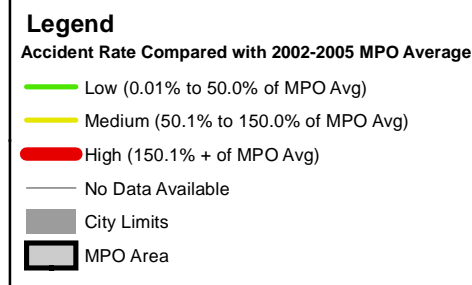 Legend
Accident Rate Compared with 2002-2005 MPO Average
Low (0.01% to 50.0% of MPO Avg)
Medium (50.1% to 150.0% of MPO Avg)
High (150.1% + of MPO Avg)
No Data Available
City Limits
MPO Area